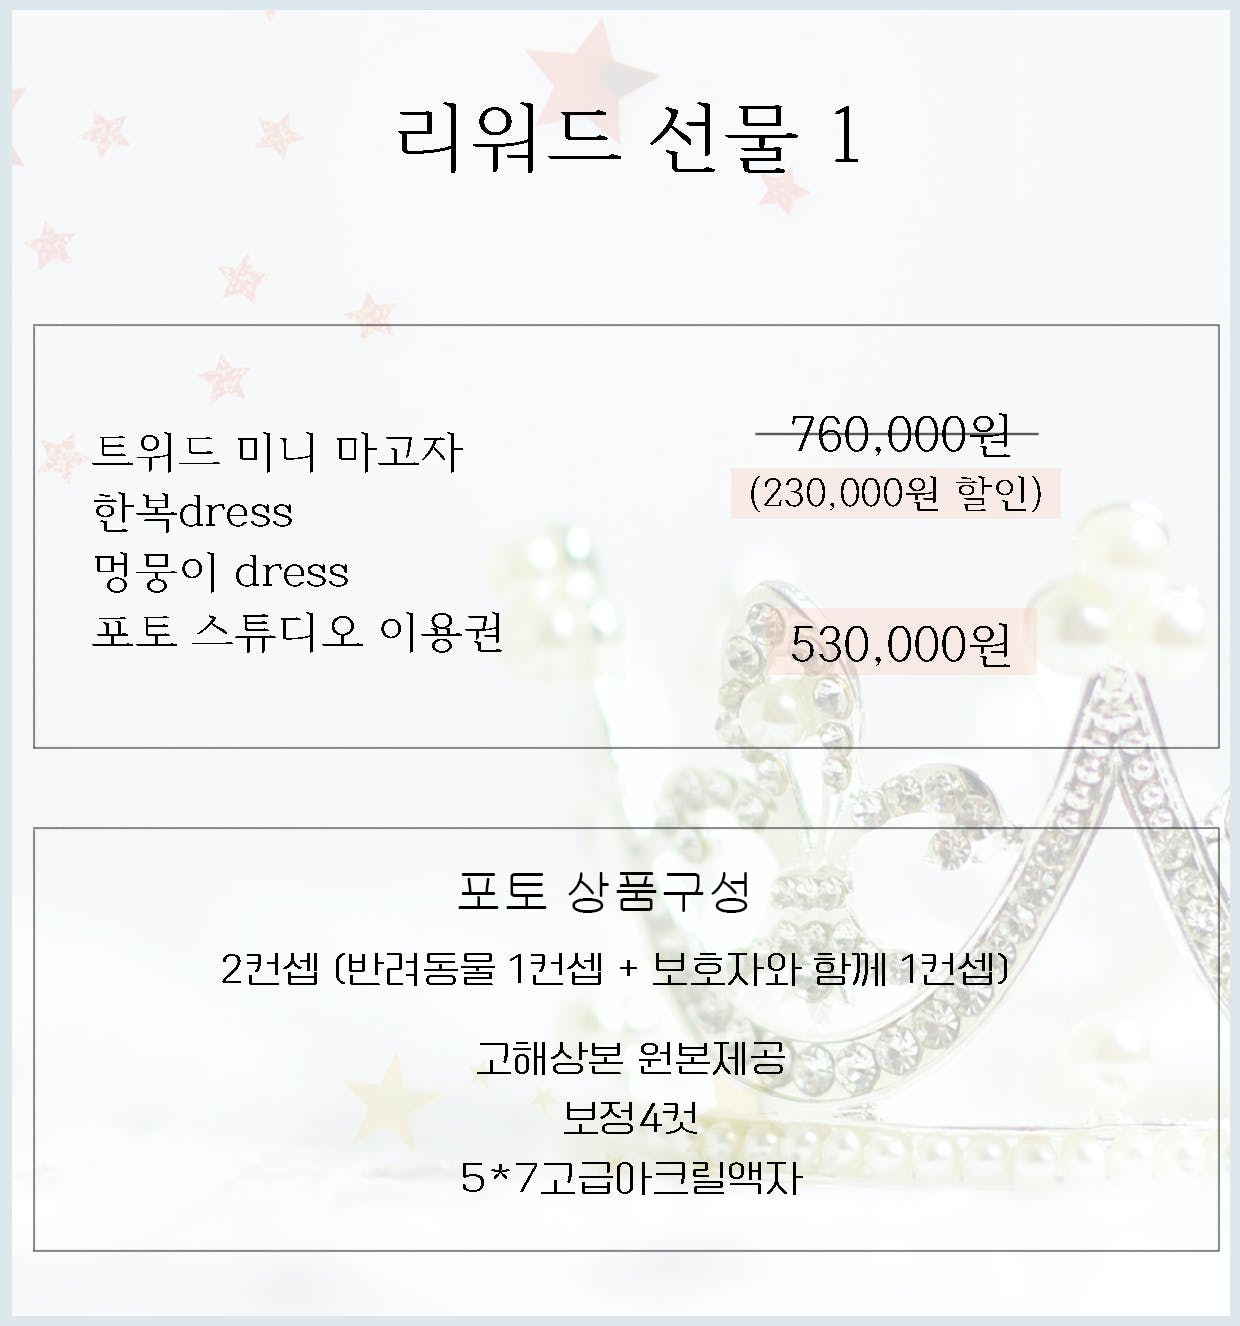 리워드 선물 1
트위드 미니 마고자
한복dress
멍뭉이 dress
포토 스튜디오 이용권
760,000원
(230,000원 할인)
530,000원
포토 상품구성
2컨셉 (반려동물 1컨셉 + 보호자와 함께 1컨셉)
고해상본 원본제공
보정4컷
5*7고급아크릴액자